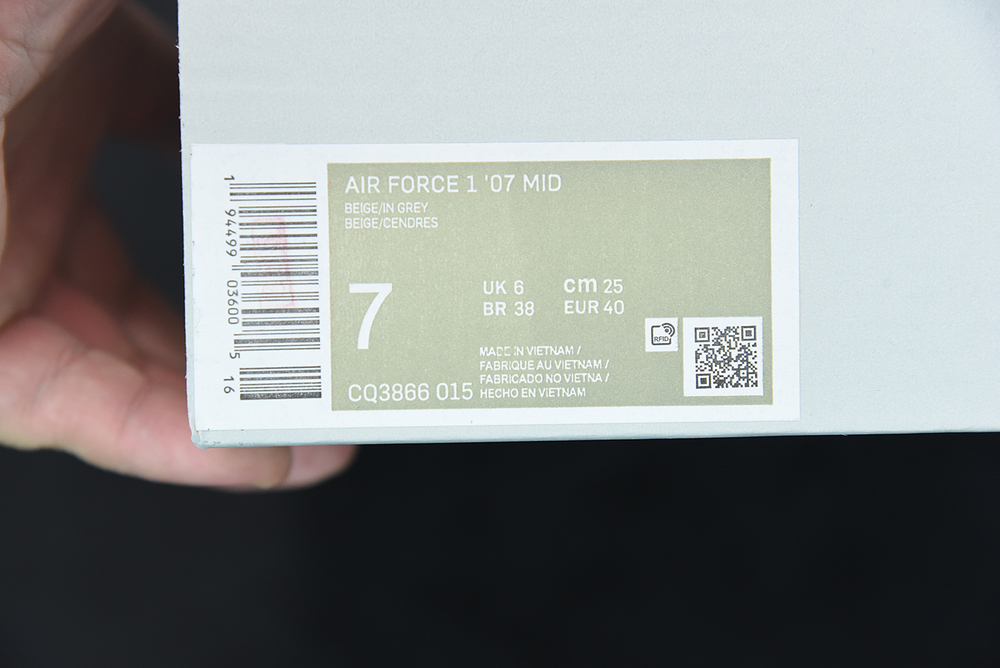 AIR FORCE 1 '07 MID
BEIGE/IN GREY
BEIGE/CENDRES
7
UK 6 cm 25
BR 38 EUR 40
RFID
MADE IN VIETNAM /
FABRIQUE AU VIETNAM /
FABRICADO NO VIETNA /
HECHO EN VIETNAM
CQ3866 015
1 94499 03600 5 16